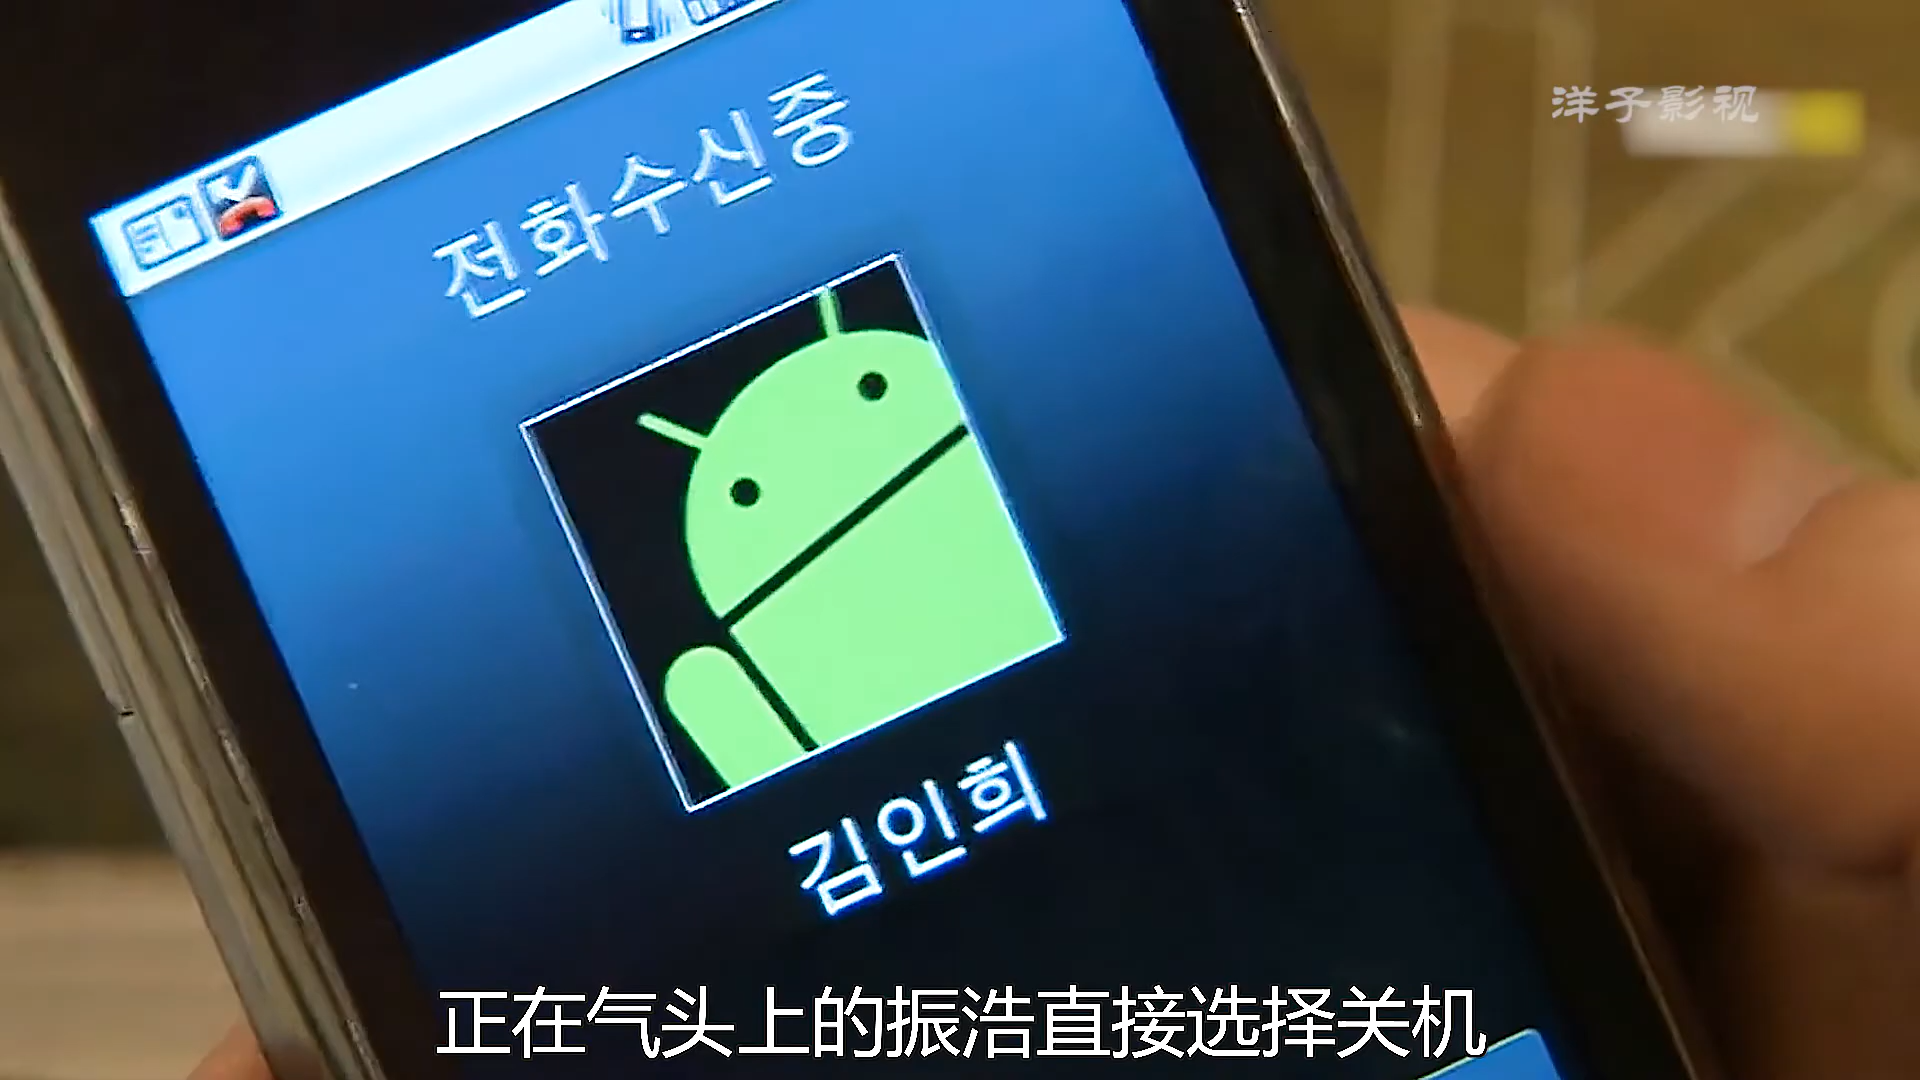 洋子影视
전화수신중
김인희
正在气头上的振浩直接选择关机